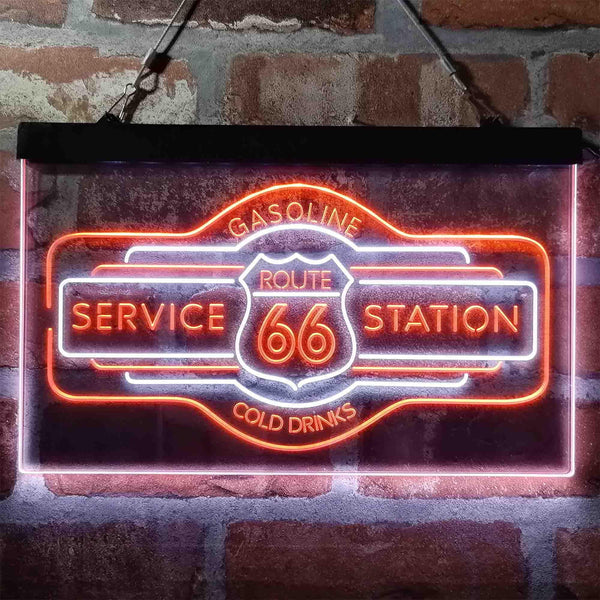 GASOLINE
ROUTE
SERVICE 66 STATION
COLD DRINKS